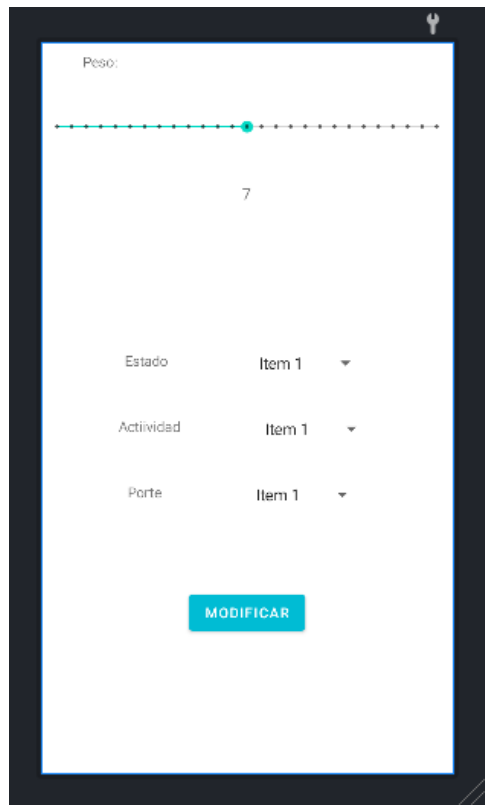 Peso:
7
Estado Item 1
Actiividad Item 1
Porte Item 1
MODIFICAR